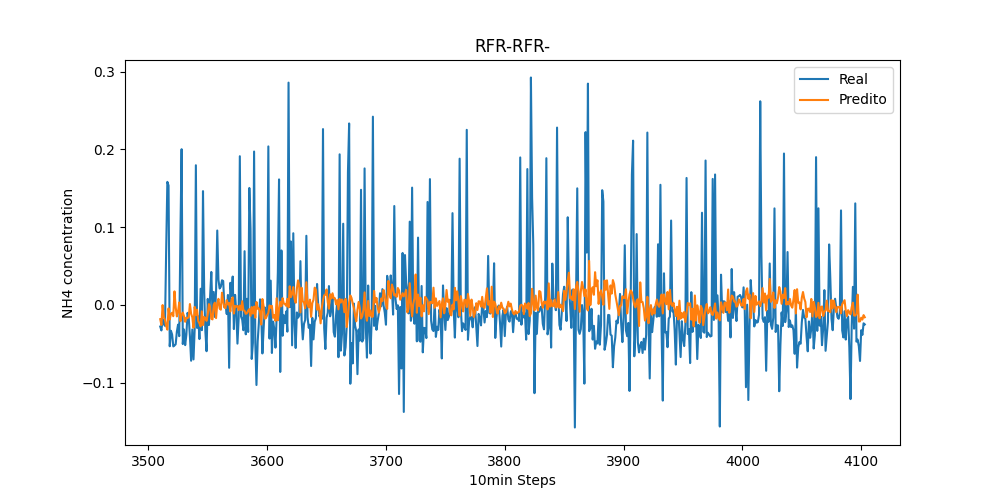 RFR-RFR-
Real
Predito
NH4 concentration
0.3
0.2
0.1
0.0
−0.1
3500 3600 3700 3800 3900 4000 4100
10min Steps